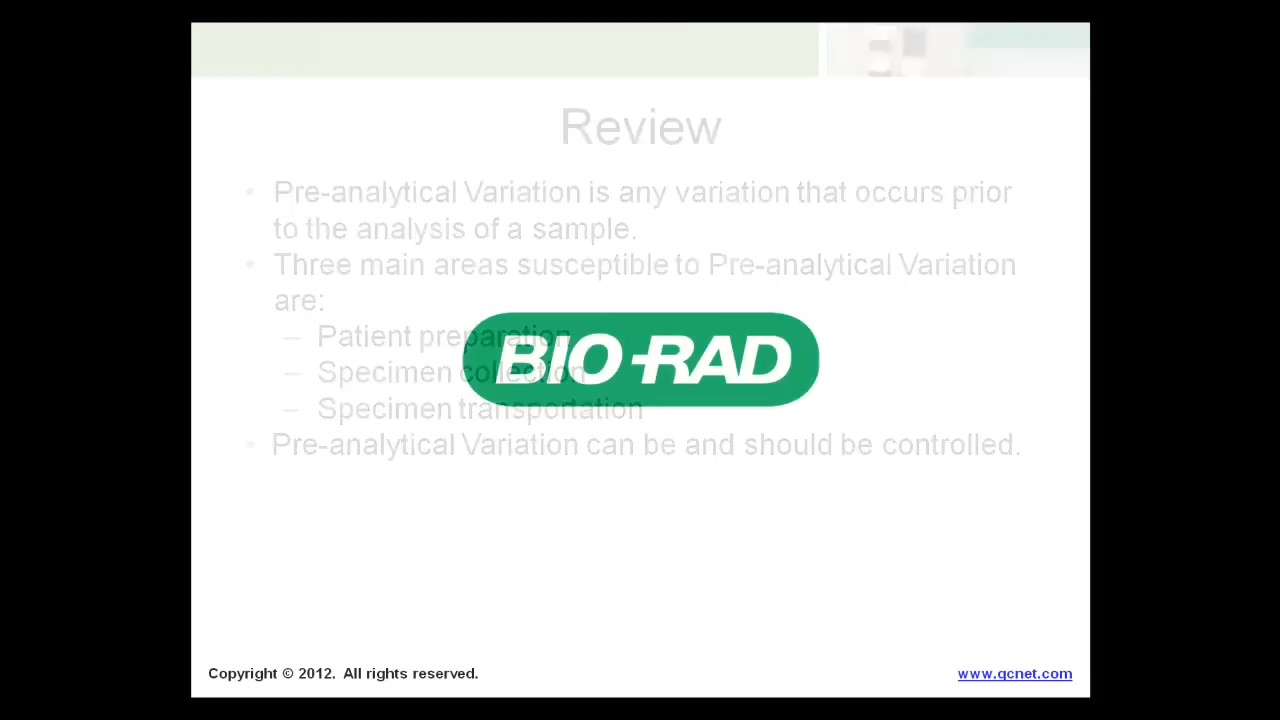 Review
• Pre-analytical Variation is any variation that occurs prior
to the analysis of a sample.
• Three main areas susceptible to Pre-analytical Variation
are:
– Patient preparation
BIO-RAD
– Specimen collection
– Specimen transportation
• Pre-analytical Variation can be and should be controlled.
Copyright © 2012. All rights reserved.
www.qcnet.com